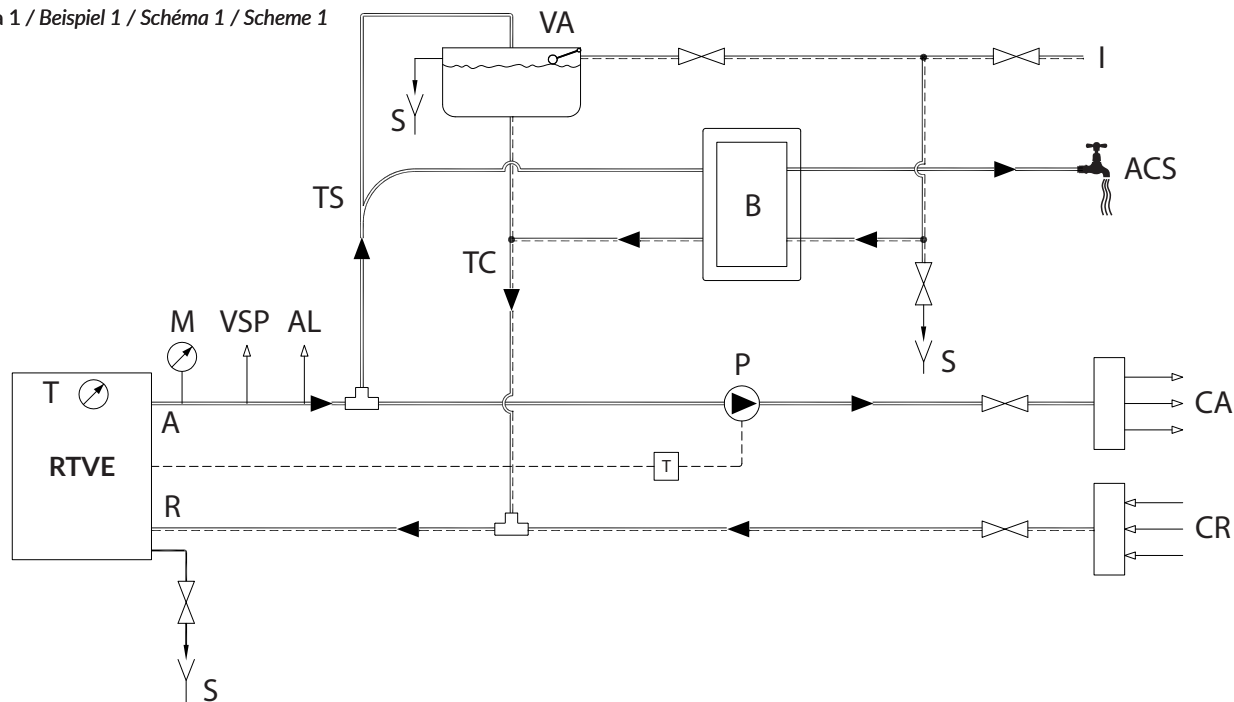 1 / Beispiel 1 / Schéma 1 / Scheme 1
VA
I
S
ACS
TS
B
TC
M VSP AL
S
P
T
A
CA
RTVE
T
R
CR
S